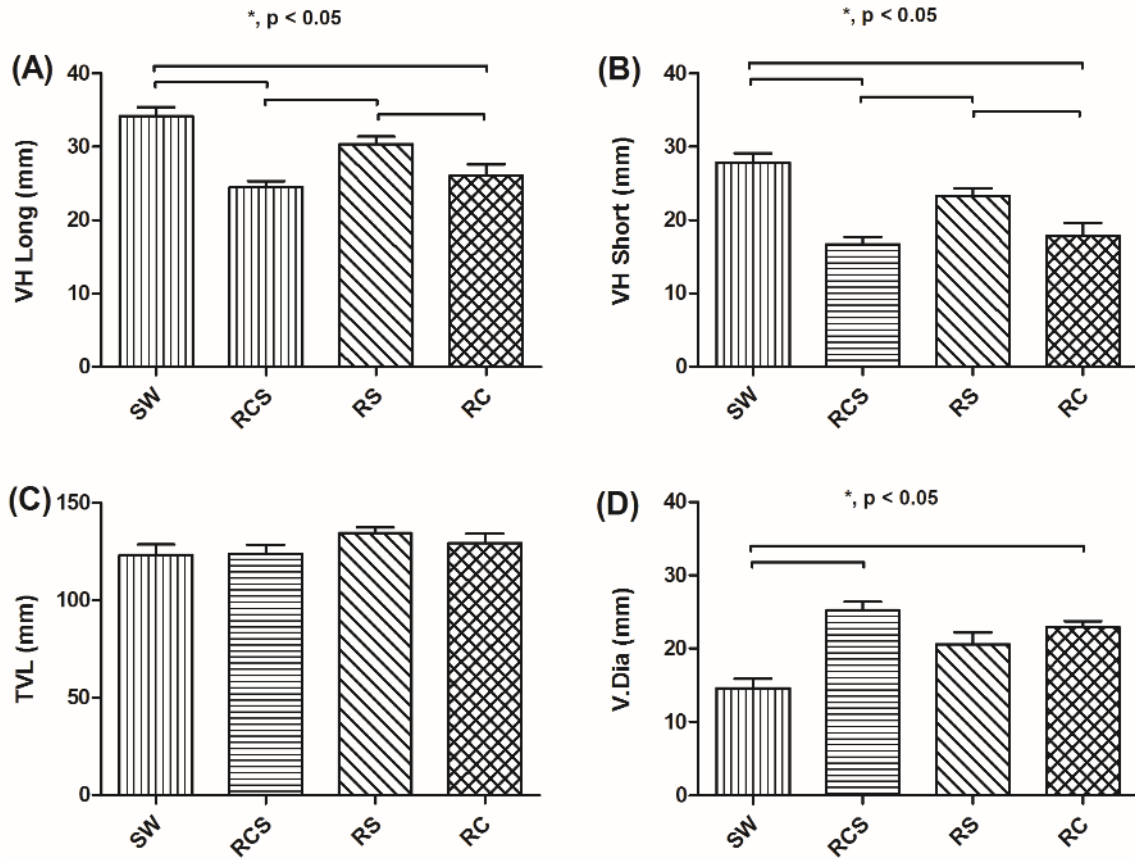 *, p < 0.05
(A)
VH Long (mm)
40
30
20
10
0
SW
RCS
RS
RC
*, p < 0.05
(B)
VH Short (mm)
40
30
20
10
0
SW
RCS
RS
RC
(C)
TVL (mm)
150
100
50
0
SW
RCS
RS
RC
*, p < 0.05
(D)
V.Dia (mm)
40
30
20
10
0
SW
RCS
RS
RC